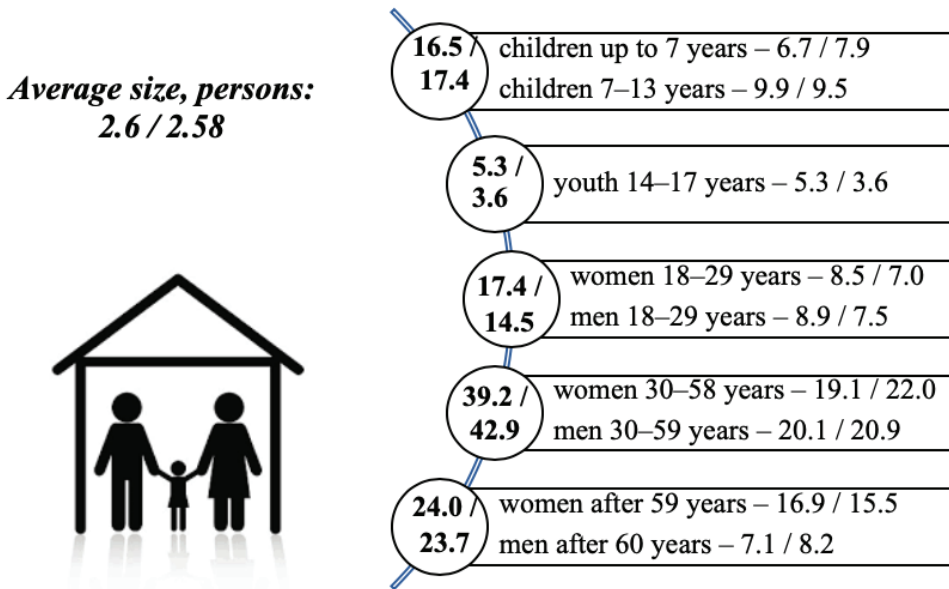 Average size, persons:
2.6 / 2.58
16.5 /
17.4
children up to 7 years – 6.7 / 7.9
children 7–13 years – 9.9 / 9.5
5.3 /
3.6
youth 14–17 years – 5.3 / 3.6
17.4 /
14.5
women 18–29 years – 8.5 / 7.0
men 18–29 years – 8.9 / 7.5
39.2 /
42.9
women 30–58 years – 19.1 / 22.0
men 30–59 years – 20.1 / 20.9
24.0 /
23.7
women after 59 years – 16.9 / 15.5
men after 60 years – 7.1 / 8.2